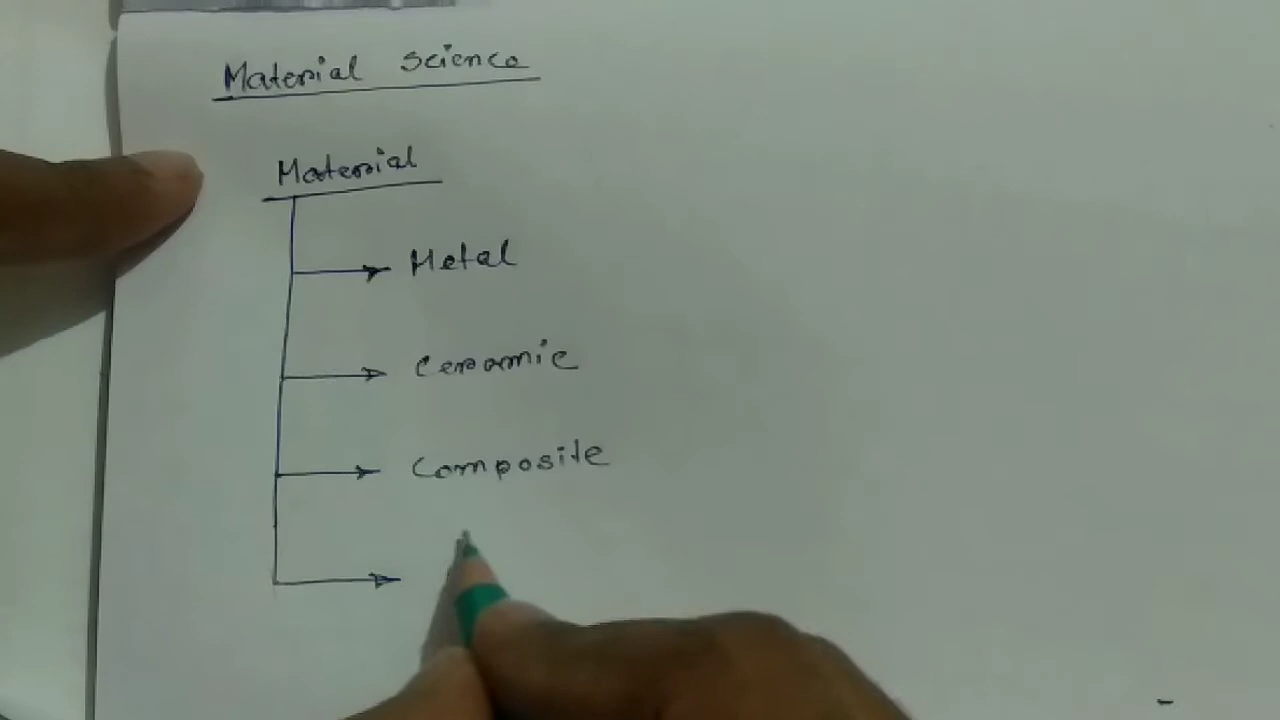 Material Science
Material
Metal
Ceramic
Composite